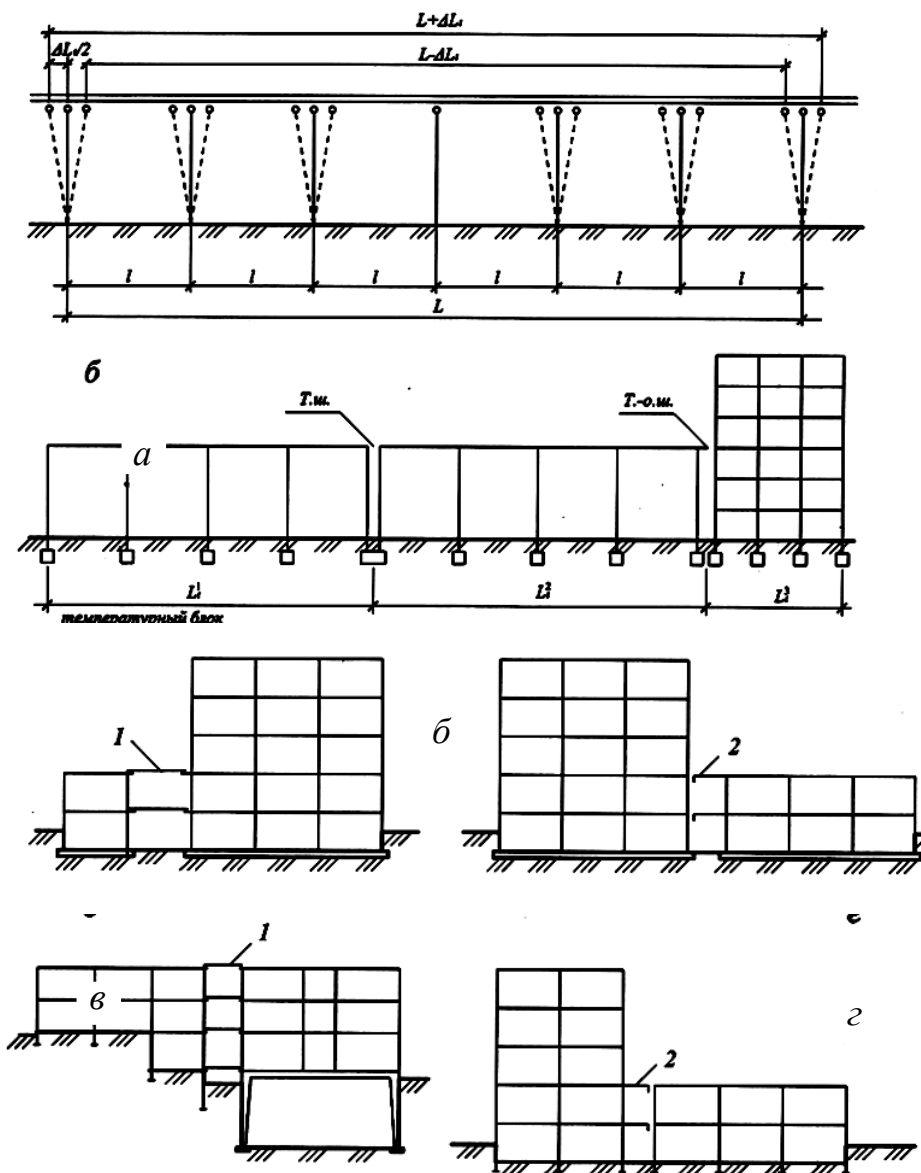 L+ΔL₁
ΔL₁/2
L-ΔL₁
l l l l l l
L
б
Т.ш. Т.-о.ш.
а
L¹ L² L³
температурный блок
1 б 2
1
в г
2